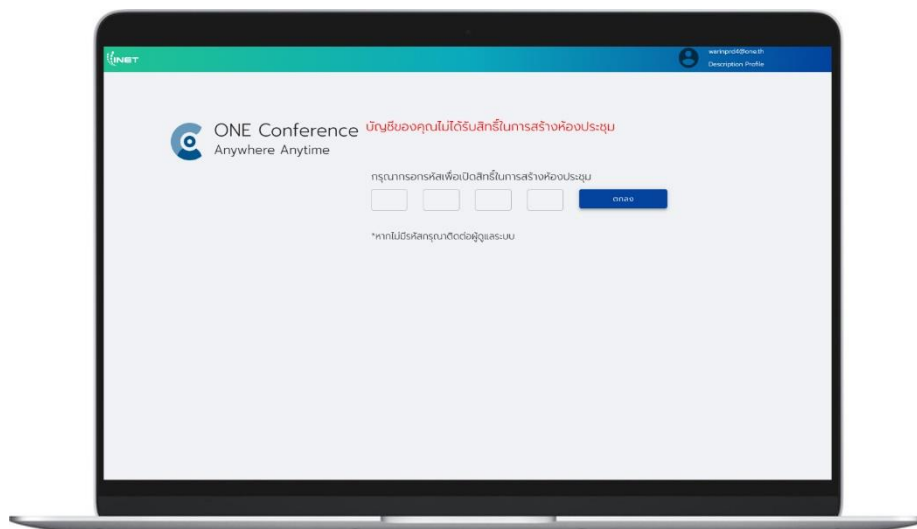 INET
warinprd4@one.th
Description Profile
ONE Conference
Anywhere Anytime
บัญชีของคุณไม่ได้รับสิทธิ์ในการสร้างห้องประชุม
กรุณากรอกรหัสเพื่อเปิดสิทธิ์ในการสร้างห้องประชุม
ตกลง
*หากไม่มีรหัสกรุณาติดต่อผู้ดูแลระบบ